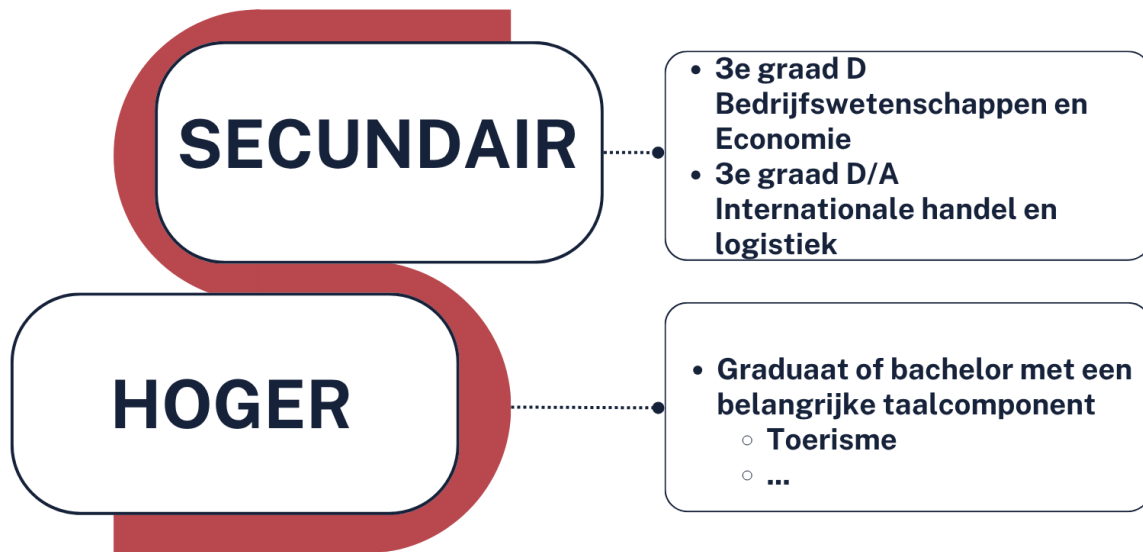 SECUNDAIR
• 3e graad D
Bedrijfswetenschappen en
Economie
• 3e graad D/A
Internationale handel en
logistiek
HOGER
• Graduaat of bachelor met een
belangrijke taalcomponent
○ Toerisme
○ ...